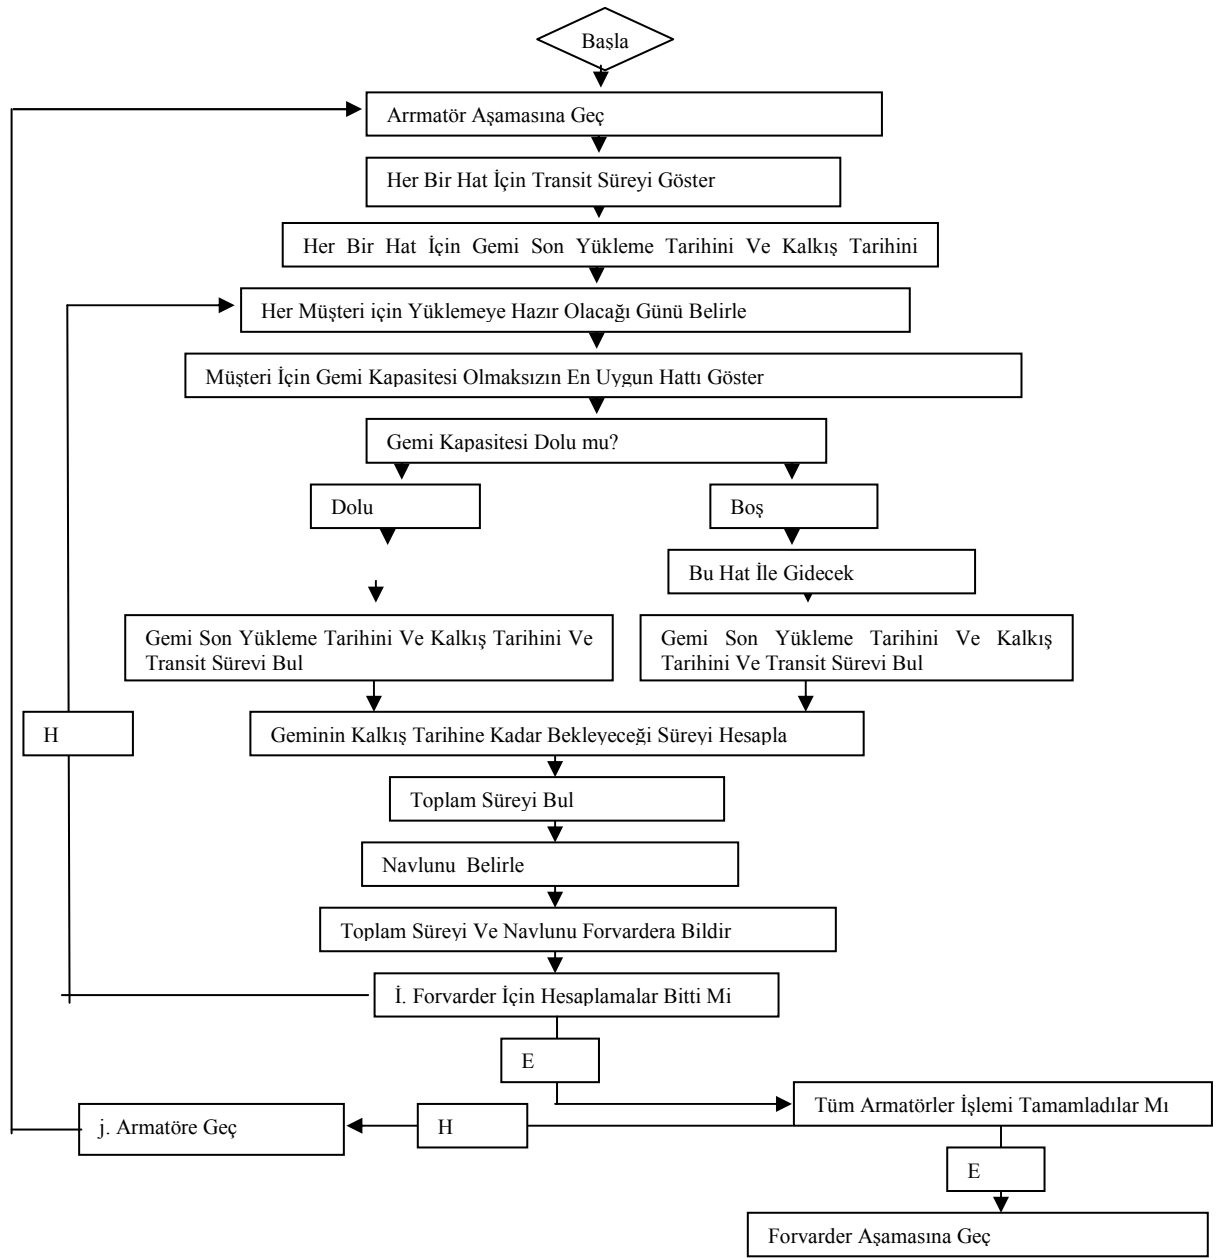 Başla
Arrmatör Aşamasına Geç
Her Bir Hat İçin Transit Süreyi Göster
Her Bir Hat İçin Gemi Son Yükleme Tarihini Ve Kalkış Tarihini
Her Müşteri için Yüklemeye Hazır Olacağı Günü Belirle
Müşteri İçin Gemi Kapasitesi Olmaksızın En Uygun Hattı Göster
Gemi Kapasitesi Dolu mu?
Dolu
Boş
Bu Hat İle Gidecek
Gemi Son Yükleme Tarihini Ve Kalkış Tarihini Ve
Transit Süreyi Bul
Gemi Son Yükleme Tarihini Ve Kalkış
Tarihini Ve Transit Süreyi Bul
H
Geminin Kalkış Tarihine Kadar Bekleyeceği Süreyi Hesapla
Toplam Süreyi Bul
Navlunu Belirle
Toplam Süreyi Ve Navlunu Forvardera Bildir
İ. Forvarder İçin Hesaplamalar Bitti Mi
E
Tüm Armatörler İşlemi Tamamladılar Mı
j. Armatöre Geç
H
E
Forvarder Aşamasına Geç